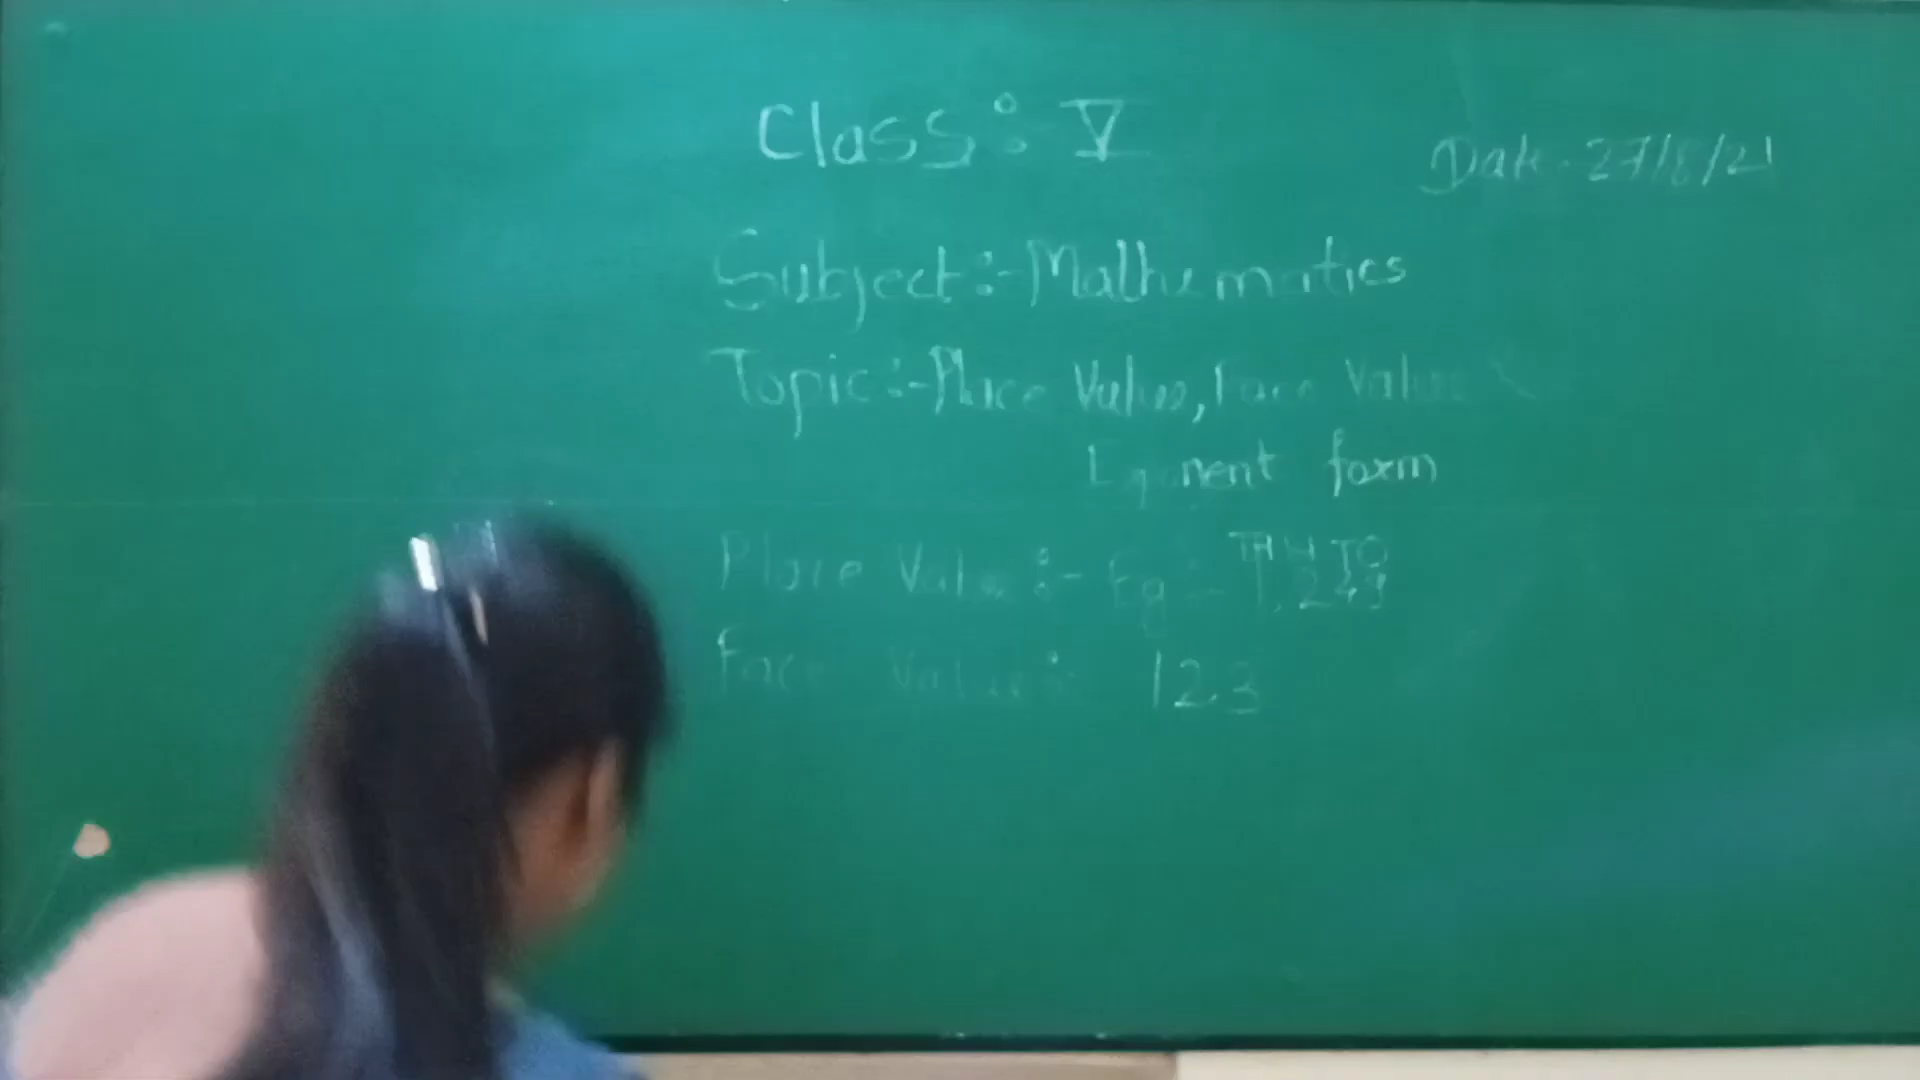 Class: V
Date- 27/8/21
Subject:-Mathematics
Topic:-Place Value, Face Value &
form
Place Value:- Eg:- TH H T O
1,249
Face Value: 123